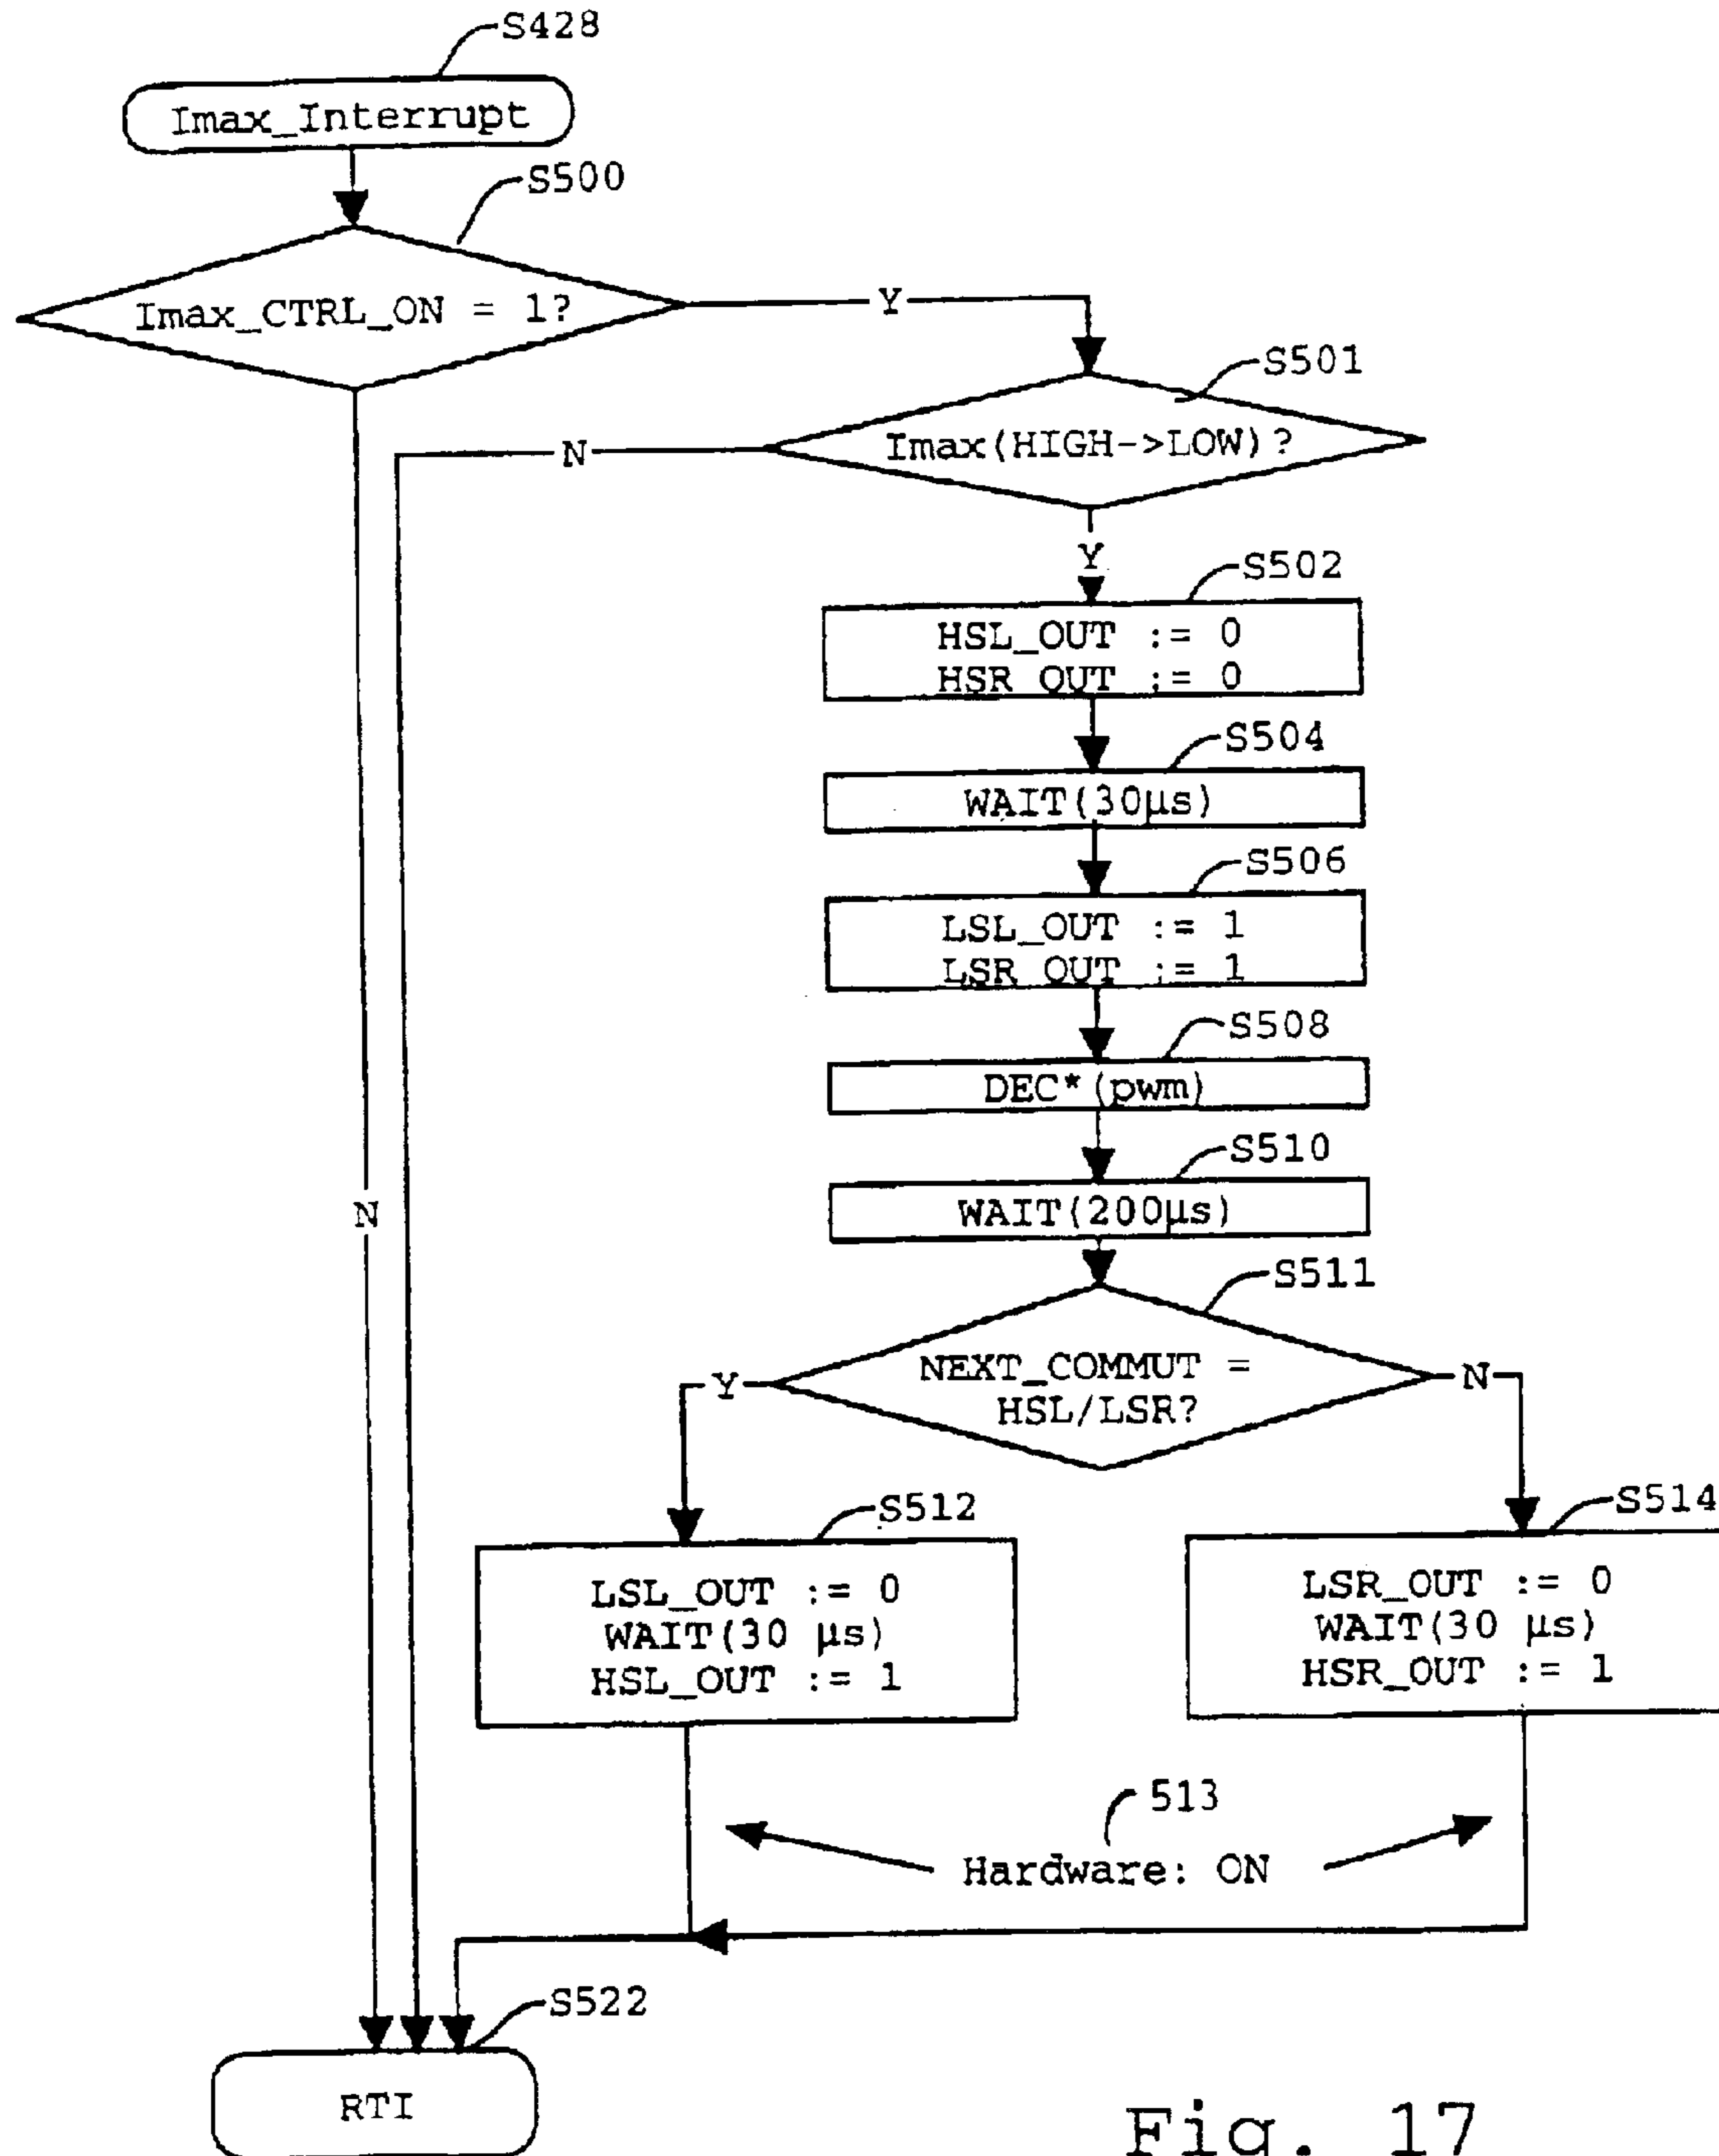 S428
Imax_Interrupt
S500
Imax_CTRL_ON = 1?
Y
S501
Imax(HIGH->LOW)?
N
Y
S502
HSL_OUT := 0
HSR_OUT := 0
S504
WAIT(30µs)
S506
LSL_OUT := 1
LSR_OUT := 1
S508
DEC*(pwm)
S510
WAIT(200µs)
N
S511
NEXT_COMMUT =
HSL/LSR?
Y
N
S512
LSL_OUT := 0
WAIT(30 µs)
HSL_OUT := 1
S514
LSR_OUT := 0
WAIT(30 µs)
HSR_OUT := 1
513
Hardware: ON
S522
RTI
Fig. 17